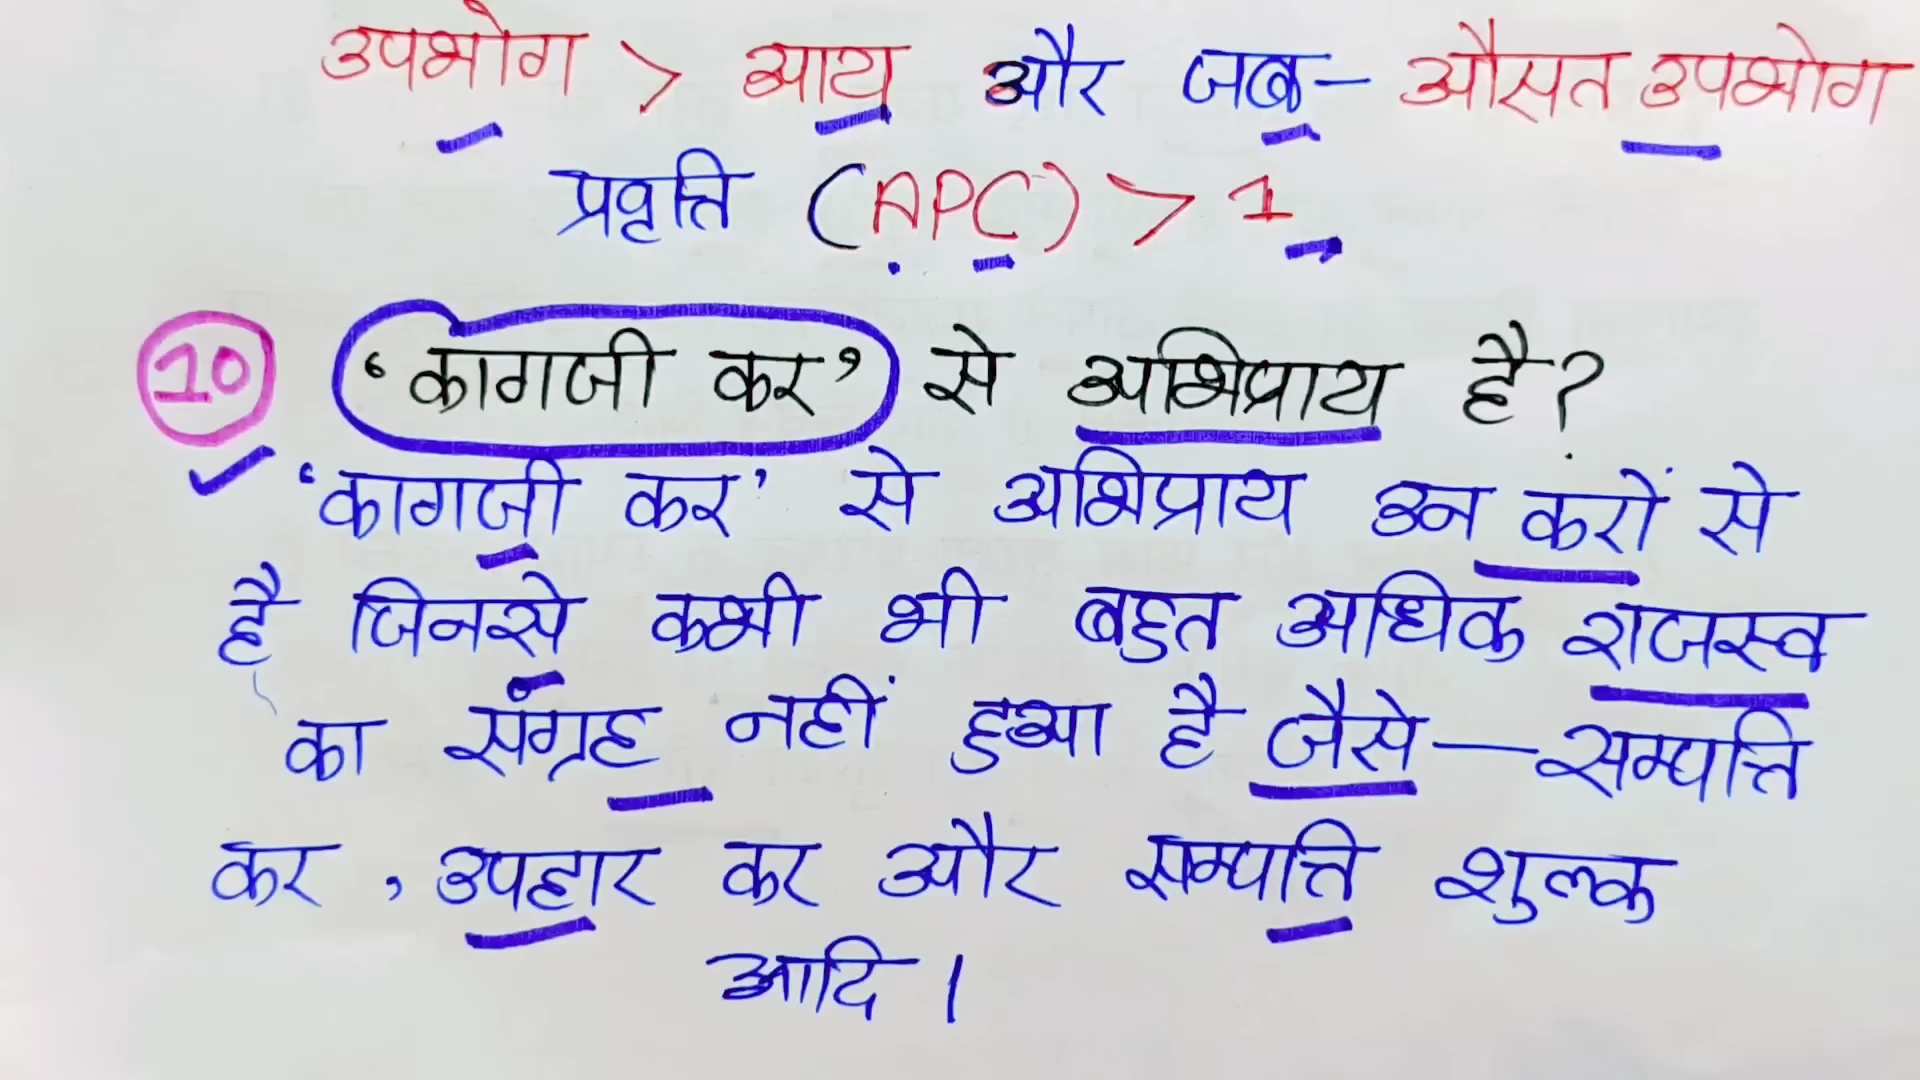 उपभोग > आय और जब- औसत उपभोग
प्रवृत्ति (APC) > 1
10 'कागजी कर' से अभिप्राय है?
'कागजी कर' से अभिप्राय उन करों से
है जिनसे कभी भी बहुत अधिक राजस्व
का संग्रह नहीं हुआ है जैसे—सम्पत्ति
कर, उपहार कर और सम्पत्ति शुल्क
आदि।